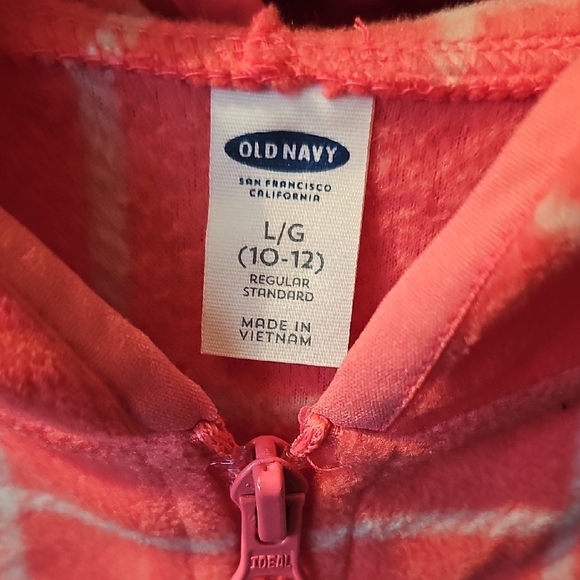 OLD NAVY
SAN FRANCISCO
CALIFORNIA
L/G
(10-12)
REGULAR
STANDARD
MADE IN
VIETNAM
IDEAL